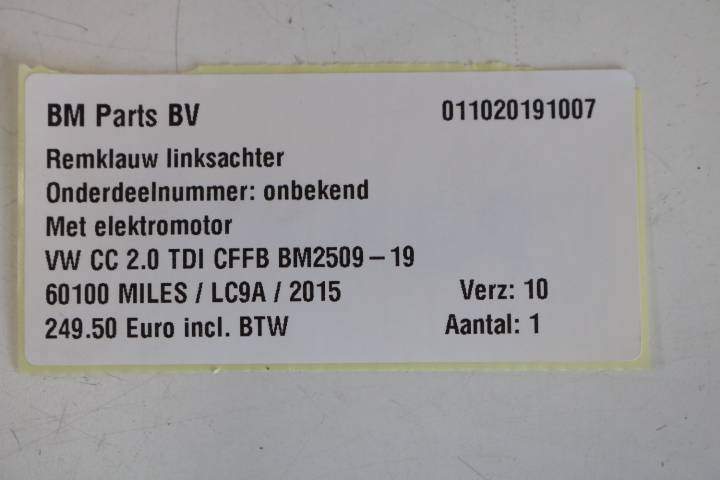 BM Parts BV 011020191007
Remklauw linksachter
Onderdeelnummer: onbekend
Met elektromotor
VW CC 2.0 TDI CFFB BM2509-19
60100 MILES / LC9A / 2015 Verz: 10
249.50 Euro incl. BTW Aantal: 1